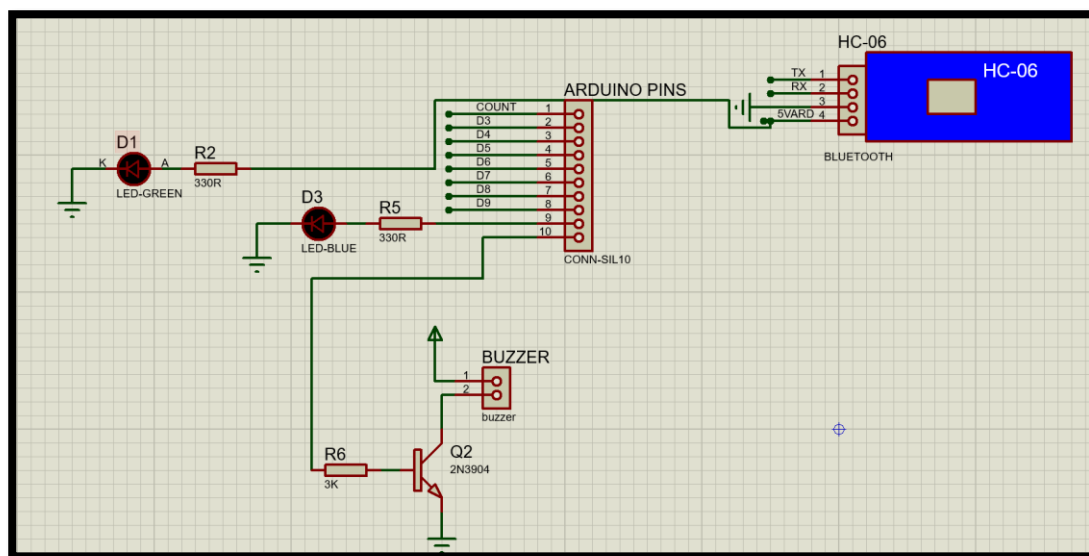 HC-06
HC-06
TX 1
RX 2
3
5VARD 4
BLUETOOTH
ARDUINO PINS
COUNT 1
D3 2
D4 3
D5 4
D6 5
D7 6
D8 7
D9 8
9
10
CONN-SIL10
D1
K A
LED-GREEN
R2
330R
D3
LED-BLUE
R5
330R
BUZZER
1
2
buzzer
R6
3K
Q2
2N3904